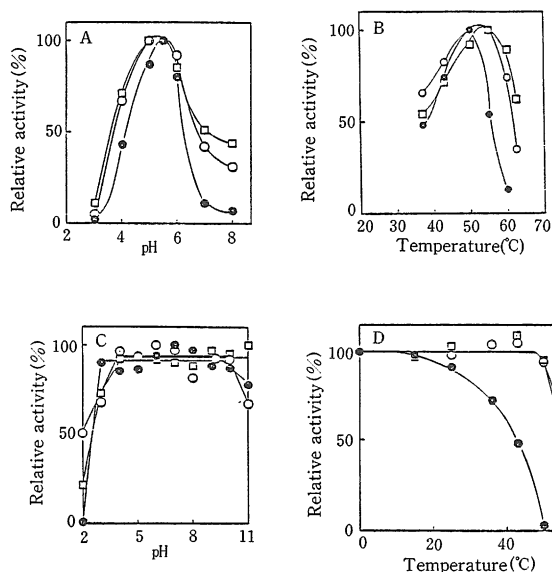 A
Relative activity (%)
100
50
0
2 4 6 8
pH
B
Relative activity (%)
100
50
0
20 30 40 50 60 70
Temperature(℃)
C
Relative activity (%)
100
50
0
2 5 8 11
pH
D
Relative activity (%)
100
50
0
0 20 40
Temperature(℃)